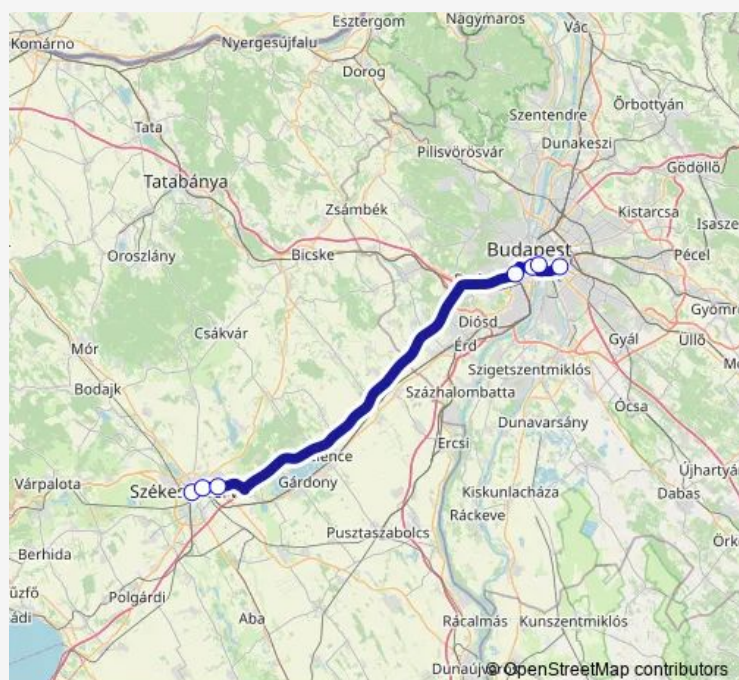 Esztergom
Nagymaros
Vác
Komárno
Nyergesújfalu
Dorog
Szentendre
Őrbottyán
Tata
Dunakeszi
Pilisvörösvár
Gödöllő
Tatabánya
Zsámbék
Kistarcsa
Isaszeg
Oroszlány
Bicske
Budapest
Pécel
Diósd
Gyömrő
Csákvár
Érd
Gyál
Üllő
Mór
Szigetszentmiklós
Bodajk
Százhalombatta
Ócsa
Dunavarsány
Ercsi
Várpalota
Székes
Gárdony
Kiskunlacháza
Újhartyán
Dabas
Ráckeve
Pusztaszabolcs
Berhida
Polgárdi
Aba
Rácalmás
Kunszentmiklós
Dunaújv
© OpenStreetMap contributors